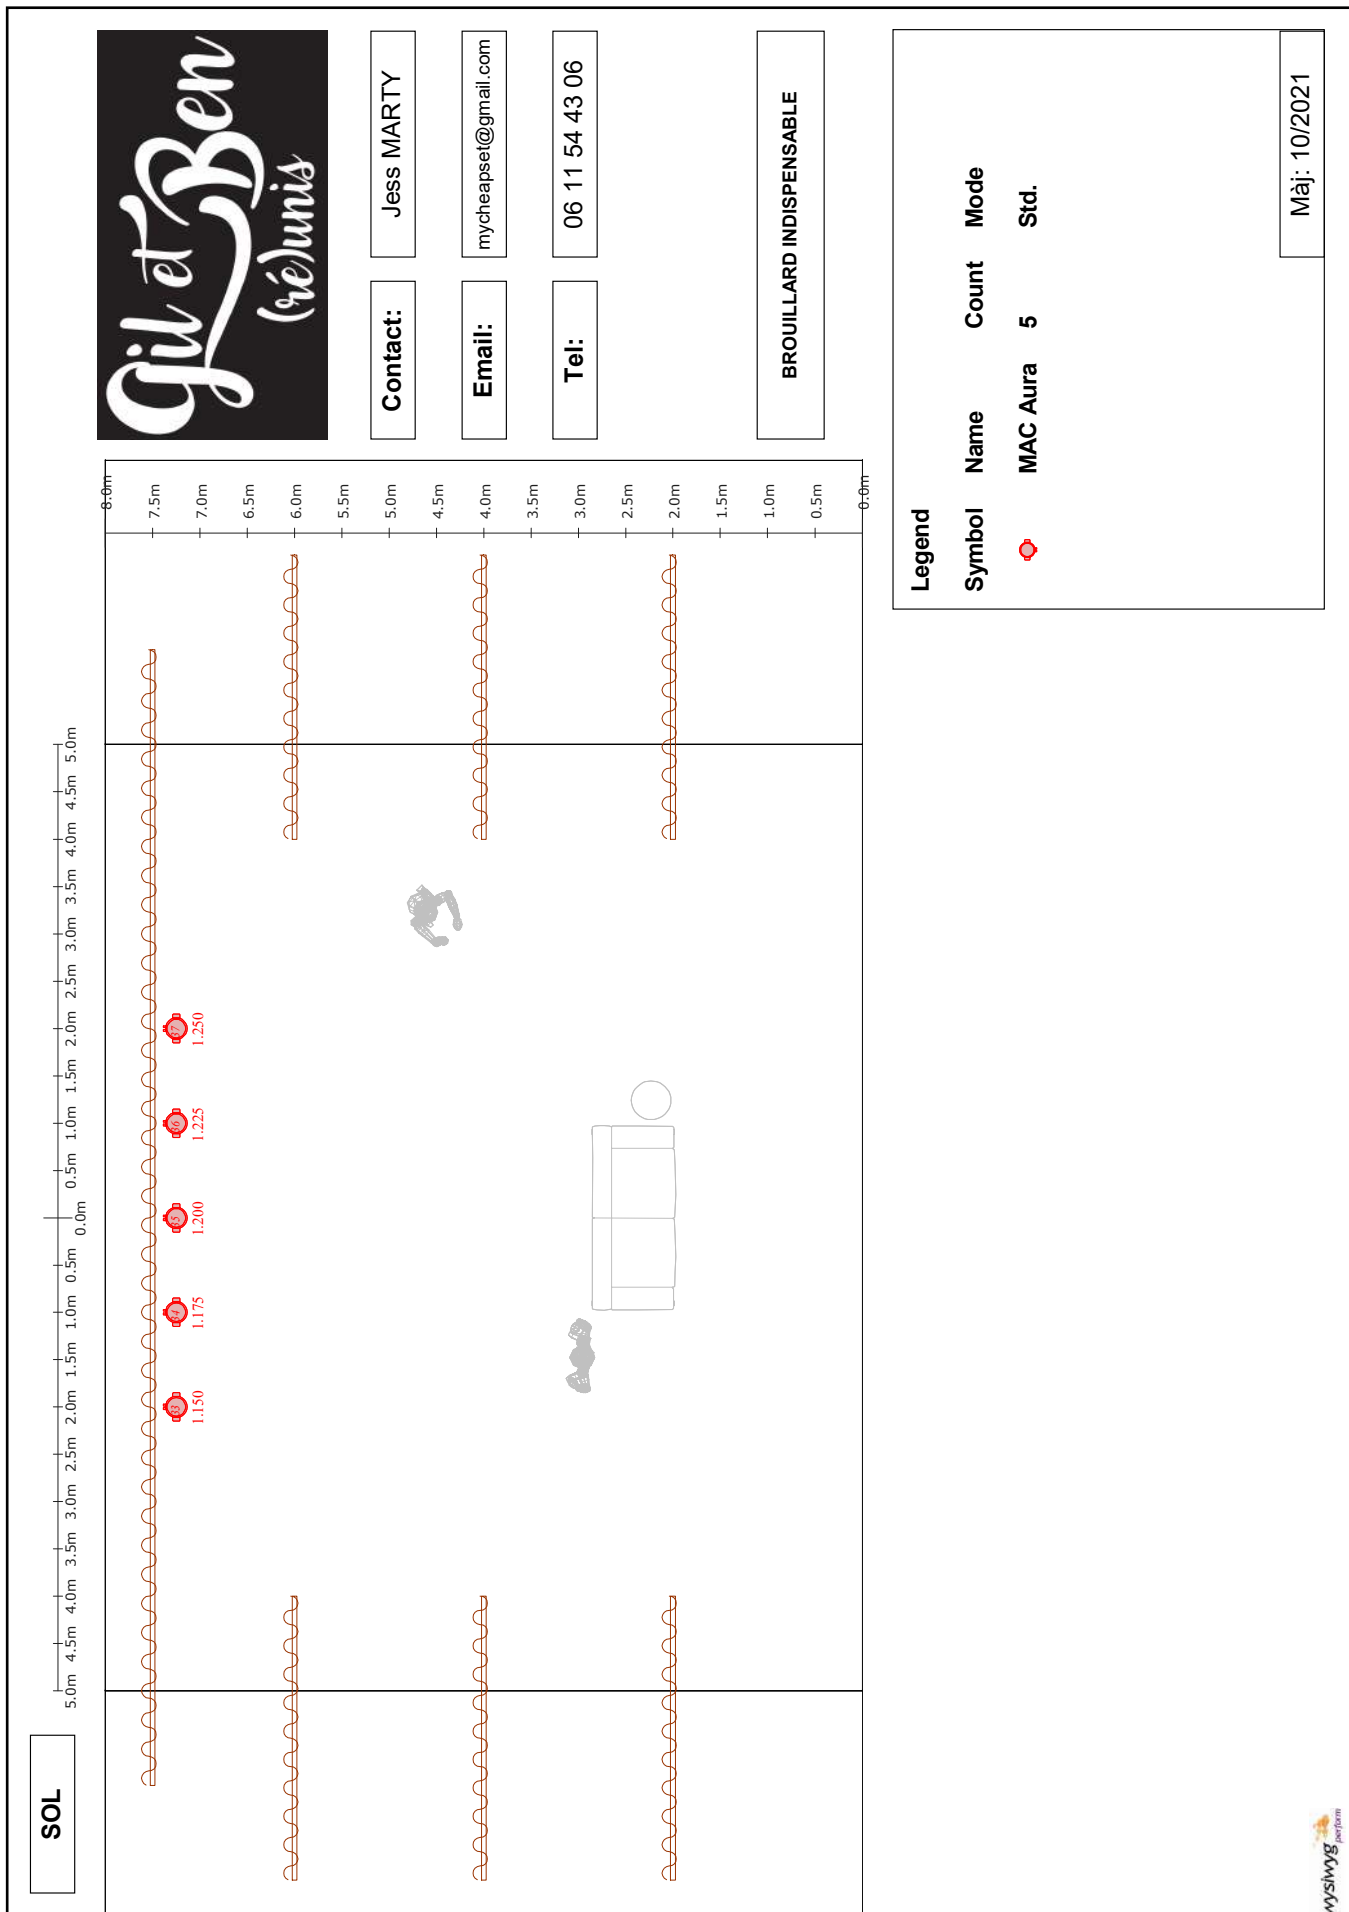 SOL
5.0m 4.5m 4.0m 3.5m 3.0m 2.5m 2.0m 1.5m 1.0m 0.5m 0.0m 0.5m 1.0m 1.5m 2.0m 2.5m 3.0m 3.5m 4.0m 4.5m 5.0m
8.0m
7.5m
7.0m
6.5m
6.0m
5.5m
5.0m
4.5m
4.0m
3.5m
3.0m
2.5m
2.0m
1.5m
1.0m
0.5m
0.0m
33 34 35 36 37
1.150 1.175 1.200 1.225 1.250
Gil et Ben
(ré)unis
Contact: Jess MARTY
Email: mycheapset@gmail.com
Tel: 06 11 54 43 06
BROUILLARD INDISPENSABLE
Legend
Symbol Name Count Mode
MAC Aura 5 Std.
Màj: 10/2021
wysiwyg
perform